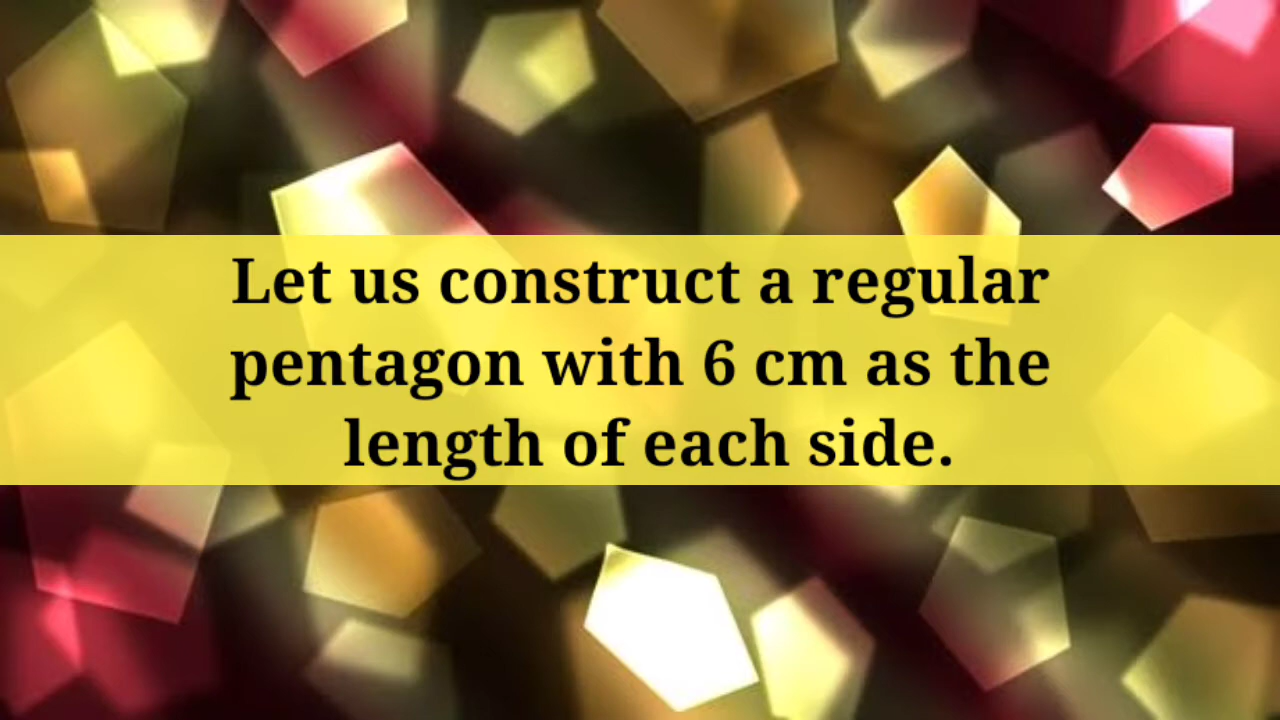 Let us construct a regular
pentagon with 6 cm as the
length of each side.